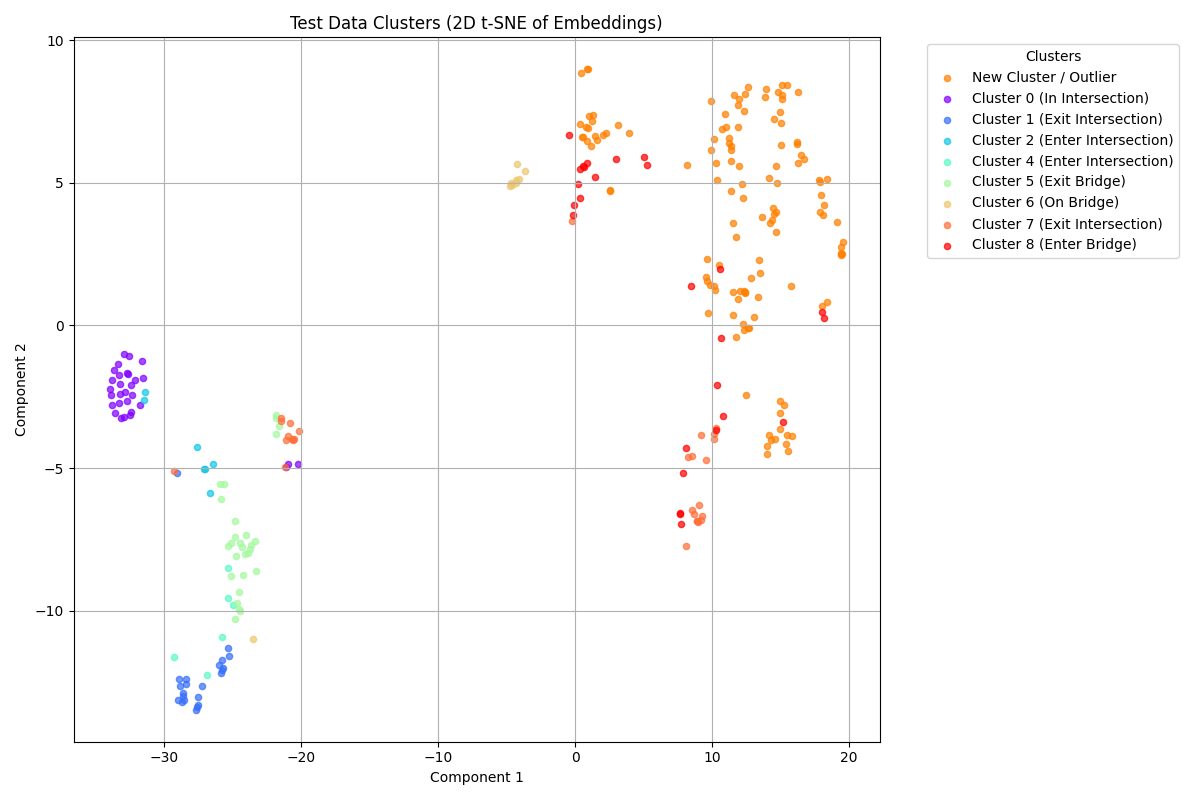 Test Data Clusters (2D t-SNE of Embeddings)
Clusters
New Cluster / Outlier
Cluster 0 (In Intersection)
Cluster 1 (Exit Intersection)
Cluster 2 (Enter Intersection)
Cluster 4 (Enter Intersection)
Cluster 5 (Exit Bridge)
Cluster 6 (On Bridge)
Cluster 7 (Exit Intersection)
Cluster 8 (Enter Bridge)
Component 2
10
5
0
−5
−10
−30
−20
−10
0
10
20
Component 1